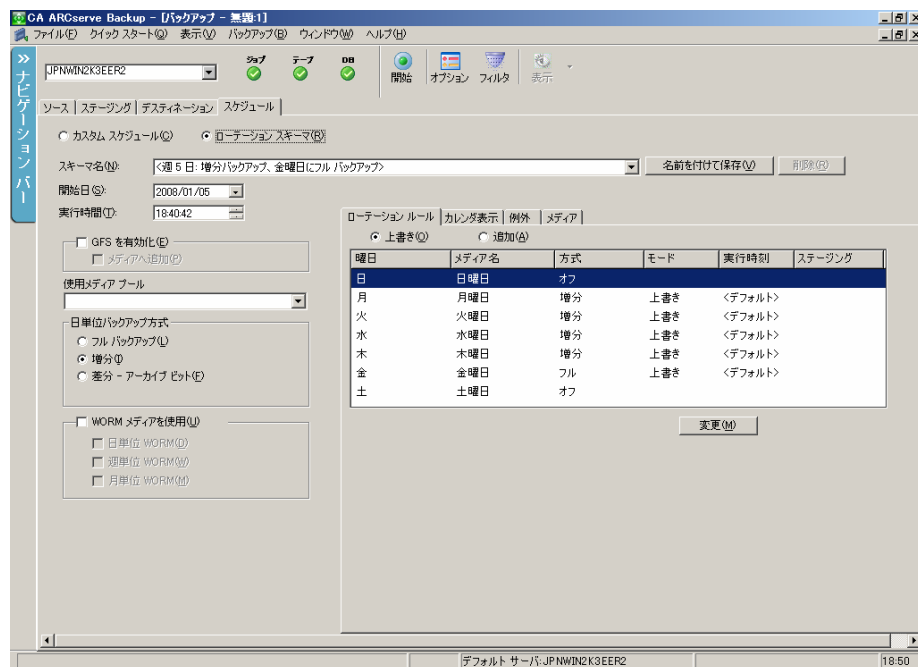 CA ARCserve Backup - [バックアップ - 無題:1]
ファイル(F) クイック スタート(Q) 表示(V) バックアップ(B) ウィンドウ(W) ヘルプ(H)
ナビゲーション バー
JPNWIN2K3EER2
ジョブ テープ DB
開始 オプション フィルタ 表示
ソース ステージング デスティネーション スケジュール
カスタム スケジュール(C) ローテーション スキーマ(R)
スキーマ名(N): <週 5 日: 増分バックアップ、金曜日にフル バックアップ> 名前を付けて保存(V) 削除(R)
開始日(S): 2008/01/05
実行時間(T): 18:40:42
GFS を有効化(E)
メディアへ追加(P)
使用メディア プール
日単位バックアップ方式
フル バックアップ(L)
増分(I)
差分 - アーカイブ ビット(F)
WORM メディアを使用(U)
日単位 WORM(D)
週単位 WORM(W)
月単位 WORM(M)
ローテーション ルール カレンダ表示 例外 メディア
上書き(O) 追加(A)
曜日 メディア名 方式 モード 実行時刻 ステージング
日 日曜日 オフ
月 月曜日 増分 上書き <デフォルト>
火 火曜日 増分 上書き <デフォルト>
水 水曜日 増分 上書き <デフォルト>
木 木曜日 増分 上書き <デフォルト>
金 金曜日 フル 上書き <デフォルト>
土 土曜日 オフ
変更(M)
デフォルト サーバ:JPNWIN2K3EER2 18:50